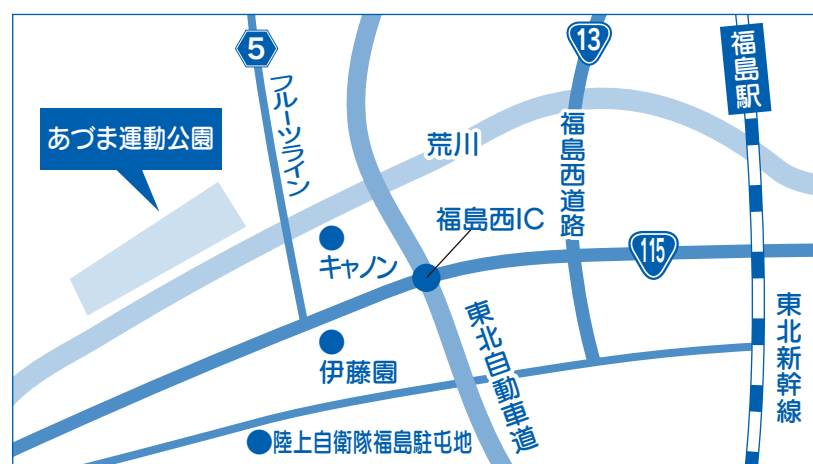 5
13
福島駅
フルーツライン
あづま運動公園
荒川
福島西道路
福島西IC
キャノン
115
伊藤園
東北自動車道
東北新幹線
陸上自衛隊福島駐屯地